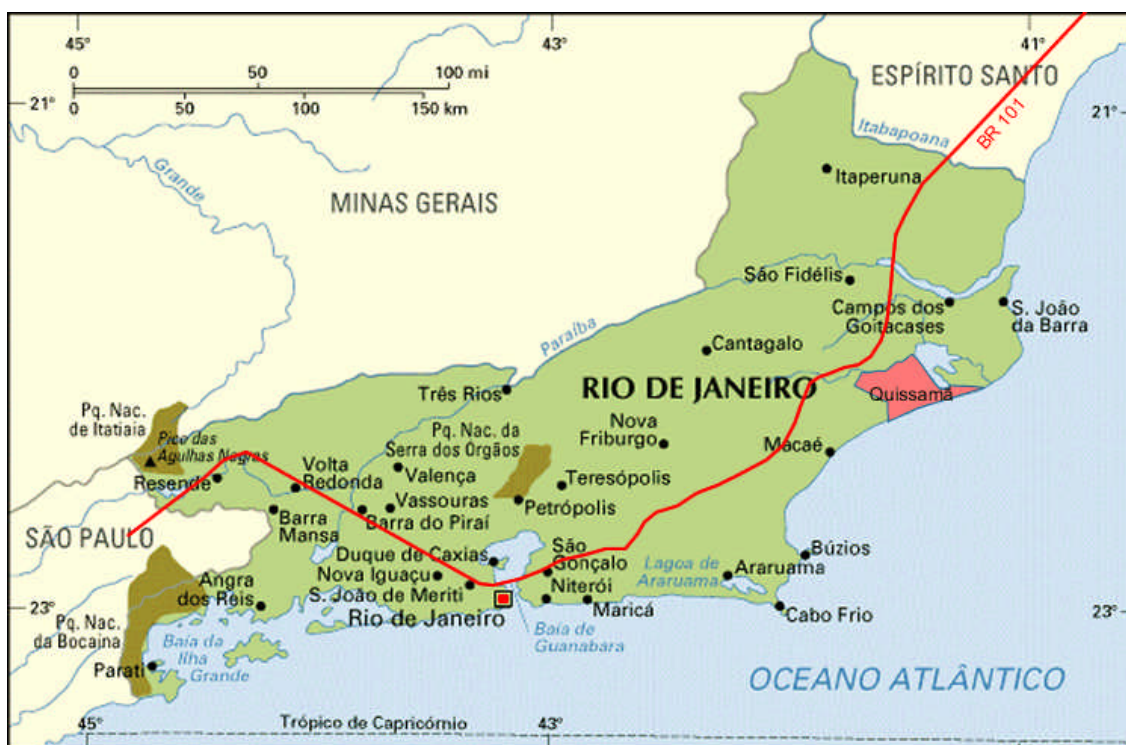 45°
43°
41°
0 50 100 mi
0 50 100 150 km
21°
ESPÍRITO SANTO
21°
BR 101
Itabapoana
Grande
Itaperuna
MINAS GERAIS
São Fidélis
Campos dos
Goitacases
S. João
da Barra
Paraíba
Cantagalo
Três Rios
RIO DE JANEIRO
Quissamã
Pq. Nac.
de Itatiaia
Pico das
Agulhas Negras
Pq. Nac. da
Serra dos Órgãos
Nova
Friburgo
Macaé
Resende
Volta
Redonda
Valença
Teresópolis
Vassouras
Petrópolis
Barra
Mansa
Barra do Piraí
SÃO PAULO
Duque de Caxias
São
Gonçalo
Búzios
Lagoa de
Araruama
Araruama
Angra
dos Reis
Nova Iguaçu
Niterói
S. João de Meriti
Maricá
Cabo Frio
23°
23°
Rio de Janeiro
Pq. Nac.
da Bocaina
Baía da
Ilha
Grande
Baía de
Guanabara
Parati
OCEANO ATLÂNTICO
Trópico de Capricórnio
45°
43°